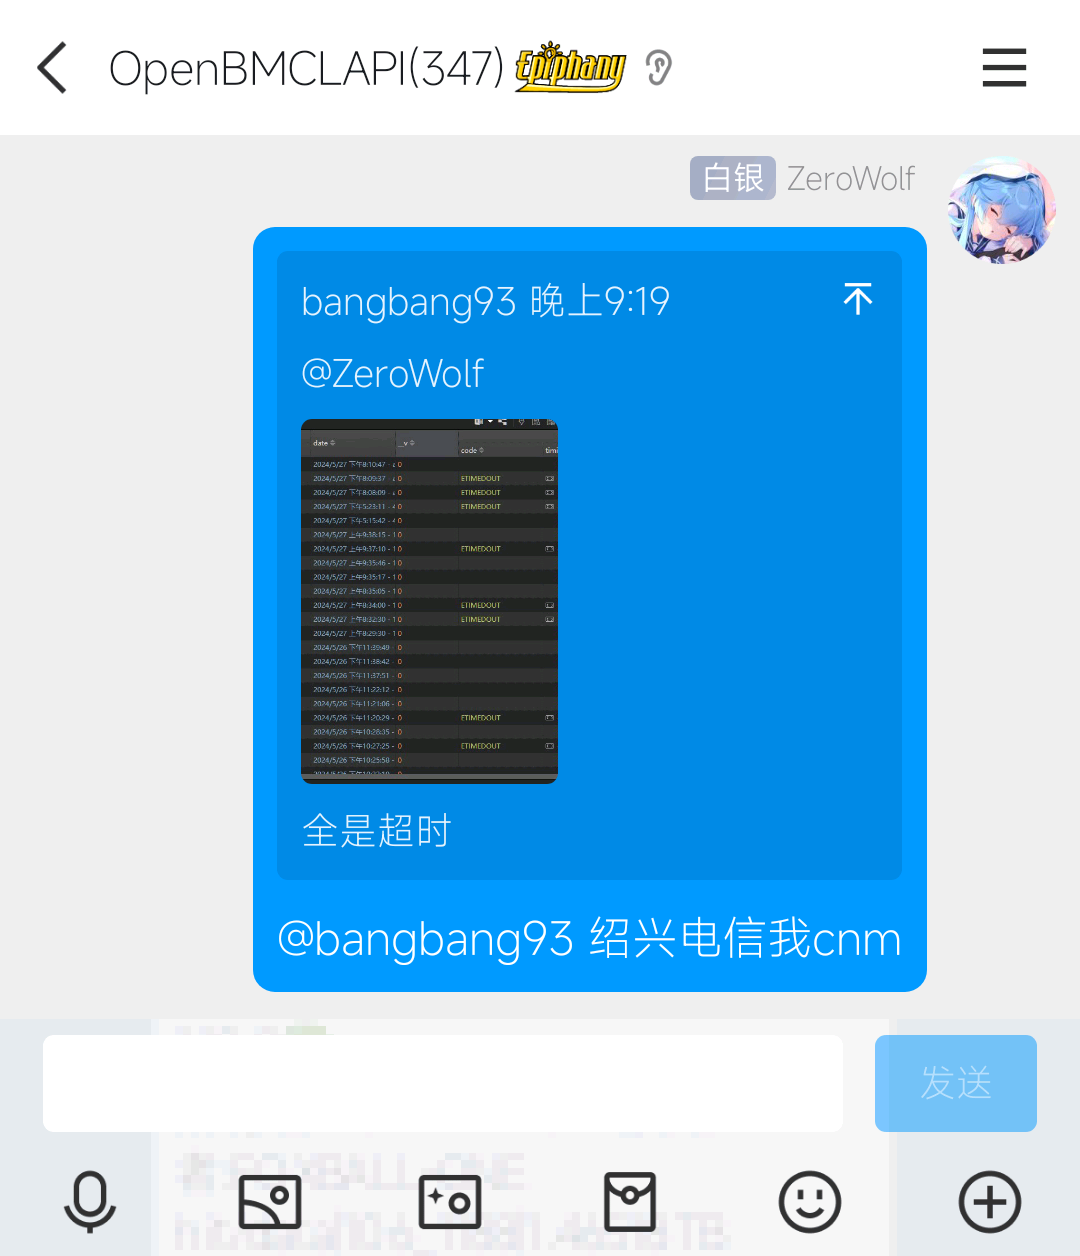 OpenBMCLAPI(347) Epiphany
白银 ZeroWolf
bangbang93 晚上9:19
@ZeroWolf
date __v code
2024/5/27 下午8:10:47 - 0
2024/5/27 下午8:09:37 - 0 ETIMEDOUT
2024/5/27 下午8:08:09 - 0 ETIMEDOUT
2024/5/27 下午5:23:11 - 0 ETIMEDOUT
2024/5/27 下午5:15:42 - 0
2024/5/27 上午9:38:15 - 0
2024/5/27 上午9:37:10 - 0 ETIMEDOUT
2024/5/27 上午9:35:46 - 0
2024/5/27 上午9:35:17 - 0
2024/5/27 上午8:35:05 - 0
2024/5/27 上午8:34:00 - 0 ETIMEDOUT
2024/5/27 上午8:32:30 - 0 ETIMEDOUT
2024/5/27 上午8:29:30 - 0
2024/5/26 下午11:39:49 0
2024/5/26 下午11:38:42 0
2024/5/26 下午11:37:51 - 0
2024/5/26 下午11:22:12 - 0
2024/5/26 下午11:21:06 - 0
2024/5/26 下午11:20:29 - 0 ETIMEDOUT
2024/5/26 下午10:28:35 - 0
2024/5/26 下午10:27:25 - 0 ETIMEDOUT
2024/5/26 下午10:25:58 - 0
全是超时
@bangbang93 绍兴电信我cnm
发送